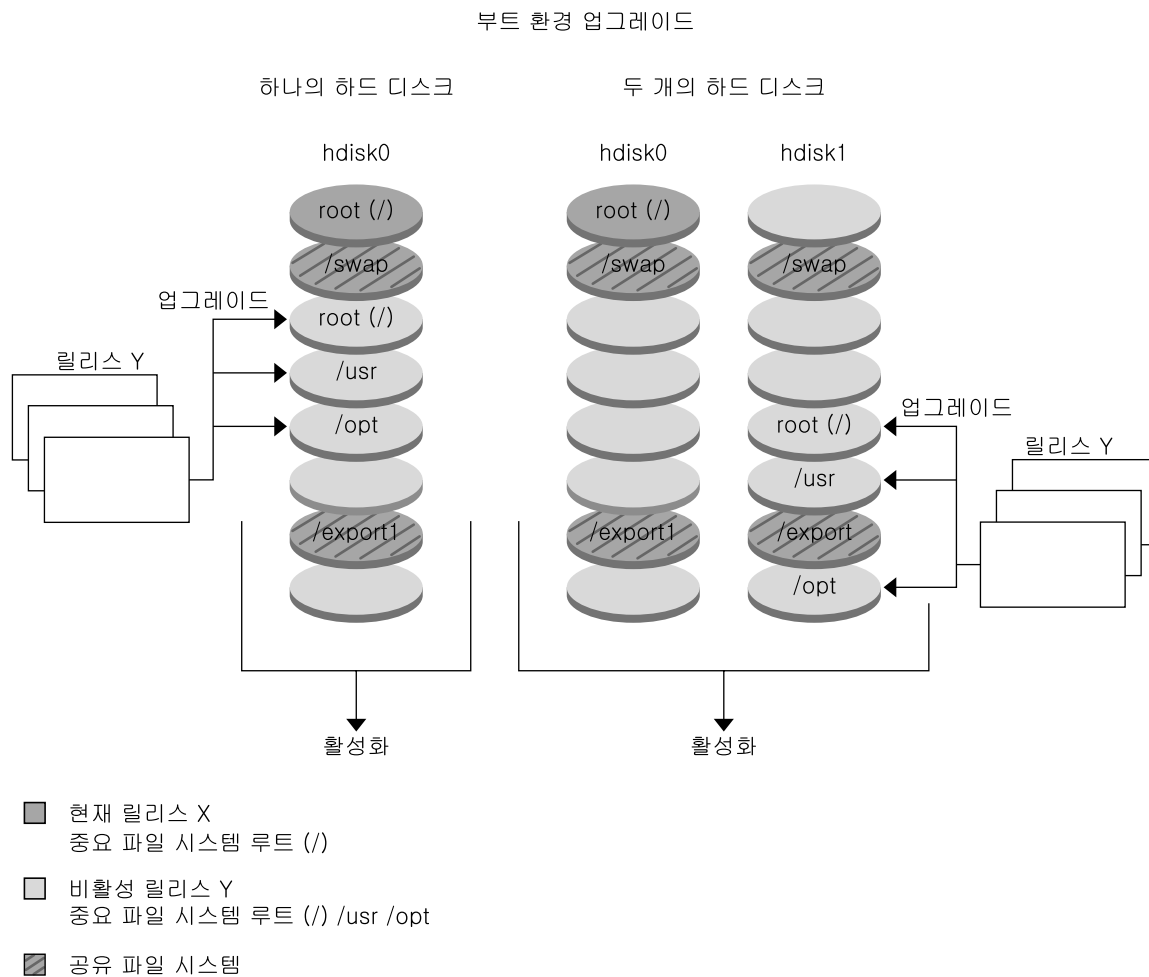 부트 환경 업그레이드
하나의 하드 디스크
두 개의 하드 디스크
hdisk0
hdisk0
hdisk1
root (/)
/swap
root (/)
/usr
/opt
/export1
업그레이드
릴리스 Y
root (/)
/swap
/export1
/swap
root (/)
/usr
/export
/opt
업그레이드
릴리스 Y
활성화
활성화
현재 릴리스 X
중요 파일 시스템 루트 (/)
비활성 릴리스 Y
중요 파일 시스템 루트 (/) /usr /opt
공유 파일 시스템